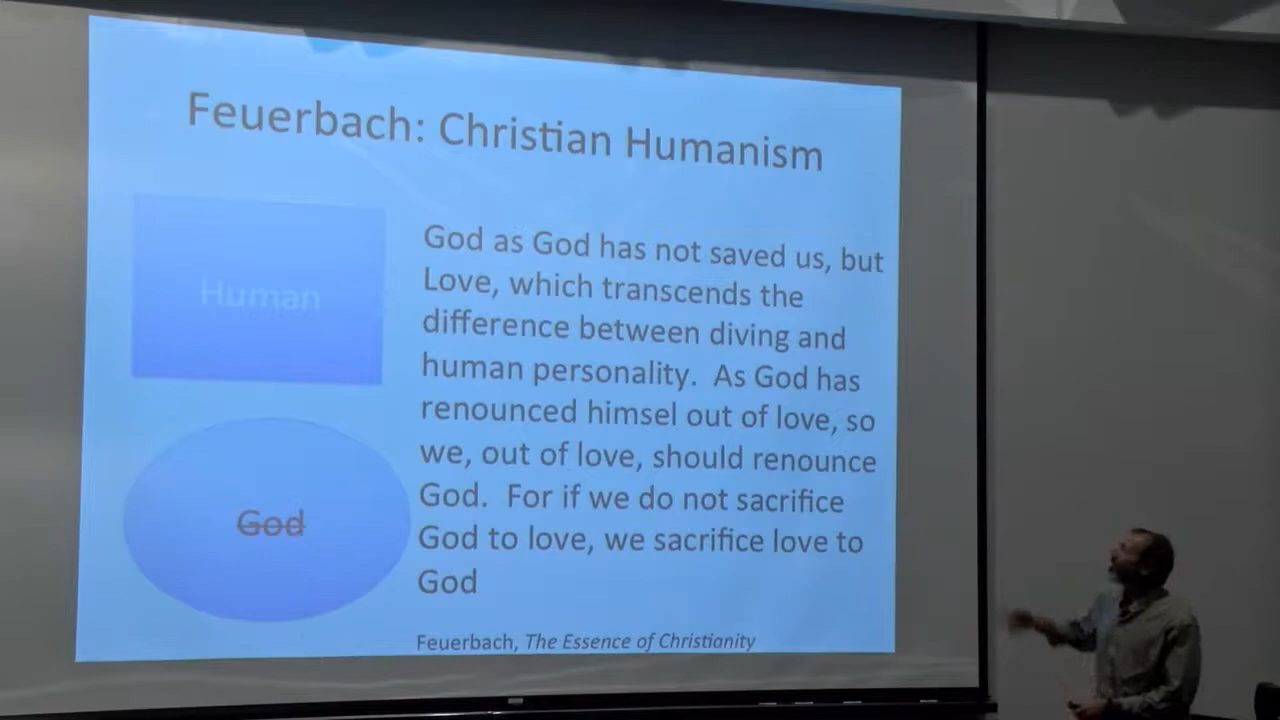 Feuerbach: Christian Humanism
Human
God
God as God has not saved us, but
Love, which transcends the
difference between diving and
human personality. As God has
renounced himsel out of love, so
we, out of love, should renounce
God. For if we do not sacrifice
God to love, we sacrifice love to
God
Feuerbach, The Essence of Christianity